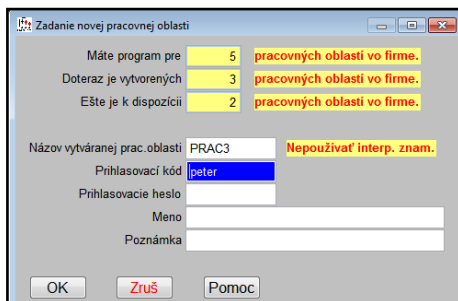 Zadanie novej pracovnej oblasti
Máte program pre 5 pracovných oblastí vo firme.
Doteraz je vytvorených 3 pracovných oblastí vo firme.
Ešte je k dispozícii 2 pracovných oblastí vo firme.
Názov vytváranej prac.oblasti PRAC3 Nepoužívať interp. znam.
Prihlasovací kód peter
Prihlasovacie heslo
Meno
Poznámka
OK Zruš Pomoc